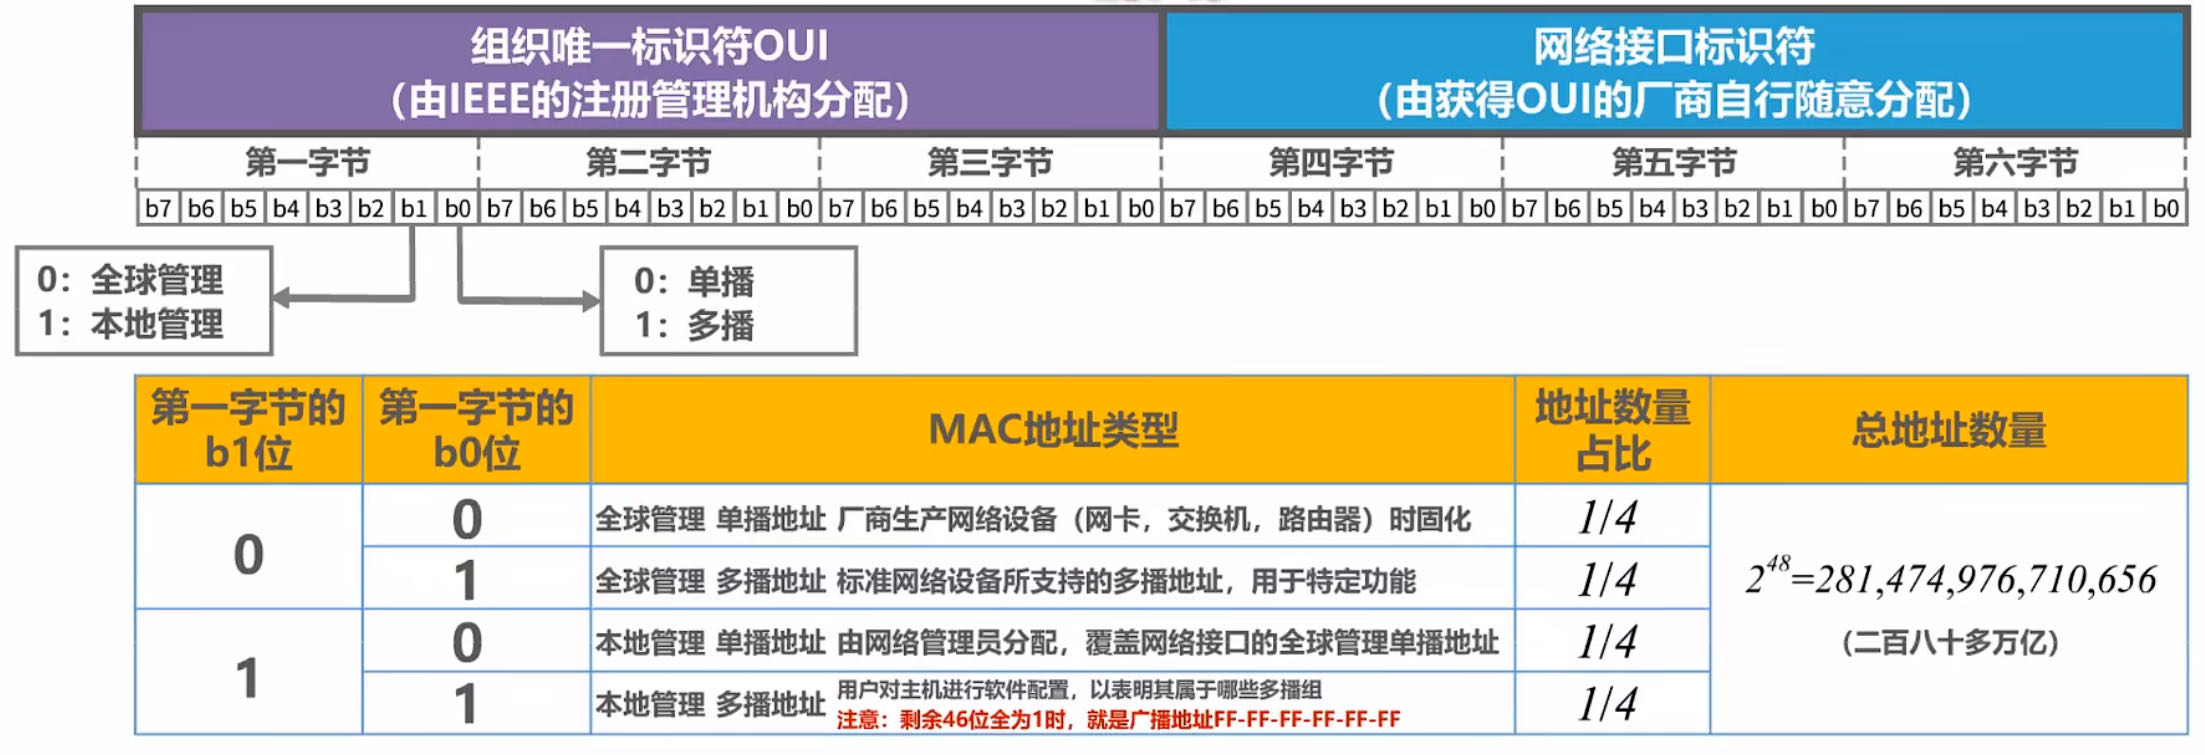 组织唯一标识符OUI
（由IEEE的注册管理机构分配）
网络接口标识符
（由获得OUI的厂商自行随意分配）
第一字节 第二字节 第三字节 第四字节 第五字节 第六字节
b7 b6 b5 b4 b3 b2 b1 b0 b7 b6 b5 b4 b3 b2 b1 b0 b7 b6 b5 b4 b3 b2 b1 b0 b7 b6 b5 b4 b3 b2 b1 b0 b7 b6 b5 b4 b3 b2 b1 b0 b7 b6 b5 b4 b3 b2 b1 b0
0：全球管理
1：本地管理
0：单播
1：多播
第一字节的
b1位
第一字节的
b0位
MAC地址类型
地址数量
占比
总地址数量
0
0
全球管理 单播地址 厂商生产网络设备（网卡，交换机，路由器）时固化
1/4
1
全球管理 多播地址 标准网络设备所支持的多播地址，用于特定功能
1/4
1
0
本地管理 单播地址 由网络管理员分配，覆盖网络接口的全球管理单播地址
1/4
1
本地管理 多播地址
用户对主机进行软件配置，以表明其属于哪些多播组
注意：剩余46位全为1时，就是广播地址FF-FF-FF-FF-FF-FF
1/4
2^48=281,474,976,710,656
（二百八十多万亿）